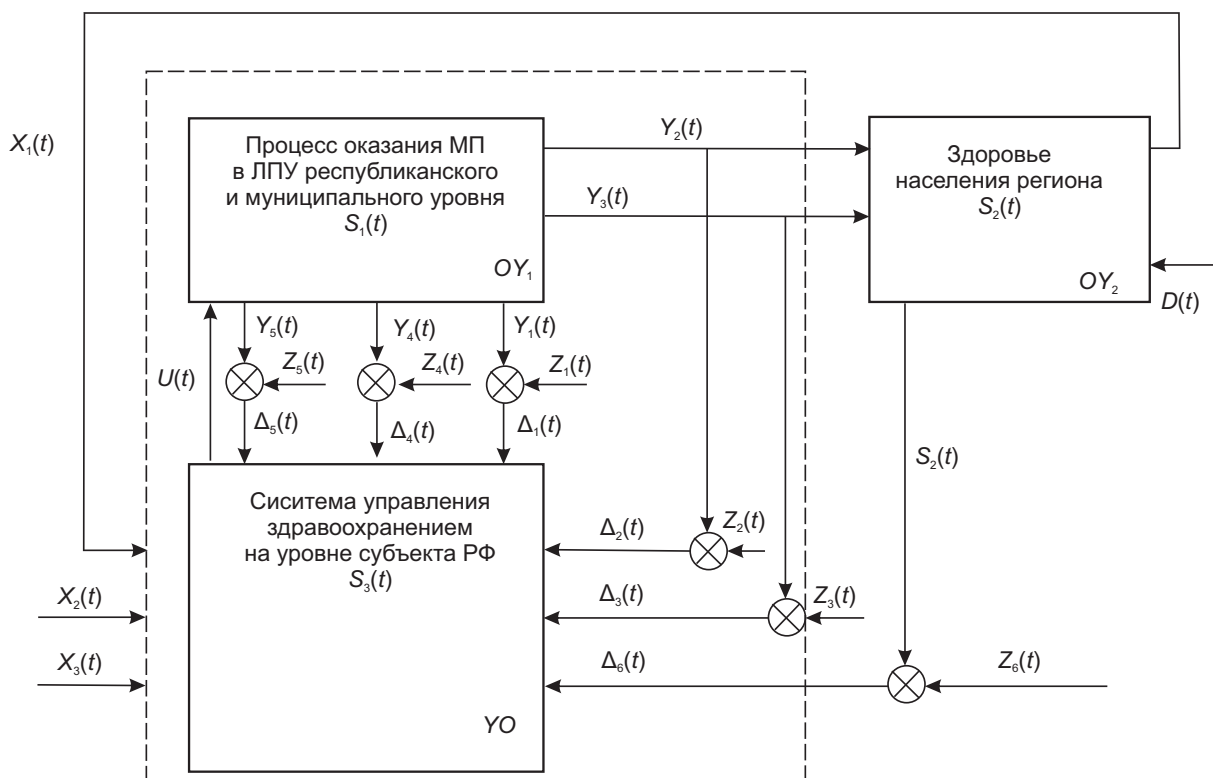 X₁(t)
Процесс оказания МП
в ЛПУ республиканского
и муниципального уровня
S₁(t)
OY₁
Y₂(t)
Y₃(t)
Здоровье
населения региона
S₂(t)
OY₂
D(t)
U(t)
Y₅(t)
Y₄(t)
Y₁(t)
Z₅(t)
Z₄(t)
Z₁(t)
Δ₅(t)
Δ₄(t)
Δ₁(t)
S₂(t)
Сиситема управления
здравоохранением
на уровне субъекта РФ
S₃(t)
YO
Δ₂(t)
Z₂(t)
Δ₃(t)
Z₃(t)
Δ₆(t)
Z₆(t)
X₂(t)
X₃(t)